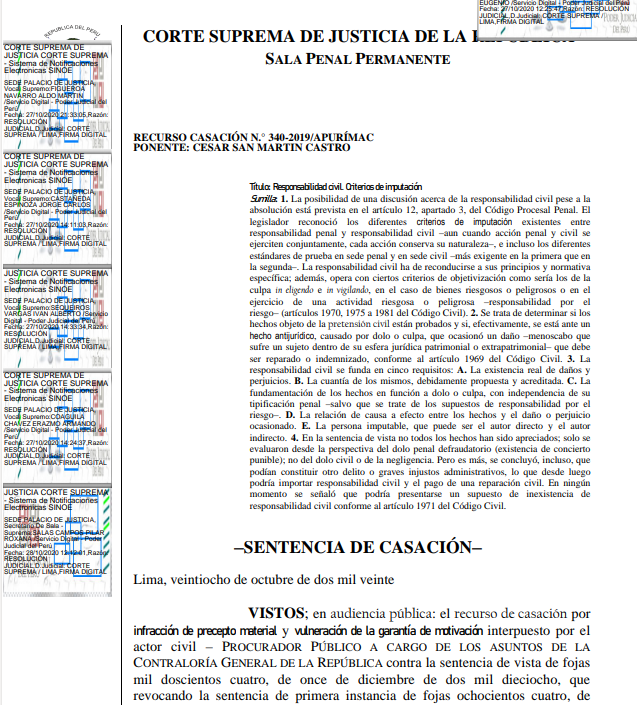 EUGENIO /Servicio Digital - Poder Judicial del Perú
Fecha: 27/10/2020 12:25:47,Razón: RESOLUCIÓN
JUDICIAL,D.Judicial: CORTE SUPREMA /
LIMA,FIRMA DIGITAL
REPUBLICA DEL PERU
CORTE SUPREMA DE JUSTICIA DE LA REPÚBLICA
SALA PENAL PERMANENTE
CORTE SUPREMA DE
JUSTICIA CORTE SUPREMA
- Sistema de Notificaciones
Electronicas SINOE
SEDE PALACIO DE JUSTICIA,
Vocal Supremo:FIGUEROA
NAVARRO ALDO MARTIN
/Servicio Digital - Poder Judicial del
Perú
Fecha: 27/10/2020 21:33:05,Razón:
RESOLUCIÓN
JUDICIAL,D.Judicial: CORTE
SUPREMA / LIMA,FIRMA DIGITAL
CORTE SUPREMA DE
JUSTICIA CORTE SUPREMA
- Sistema de Notificaciones
Electronicas SINOE
SEDE PALACIO DE JUSTICIA,
Vocal Supremo:CASTAÑEDA
ESPINOZA JORGE CARLOS
/Servicio Digital - Poder Judicial del
Perú
Fecha: 27/10/2020 14:11:03,Razón:
RESOLUCIÓN
JUDICIAL,D.Judicial: CORTE
SUPREMA / LIMA,FIRMA DIGITAL
JUSTICIA CORTE SUPREMA
- Sistema de Notificaciones
Electronicas SINOE
SEDE PALACIO DE JUSTICIA,
Vocal Supremo:SEQUEIROS
VARGAS IVAN ALBERTO /Servicio
Digital - Poder Judicial del Perú
Fecha: 27/10/2020 14:33:34,Razón:
RESOLUCIÓN
JUDICIAL,D.Judicial: CORTE
SUPREMA / LIMA,FIRMA DIGITAL
CORTE SUPREMA DE
JUSTICIA CORTE SUPREMA
- Sistema de Notificaciones
Electronicas SINOE
SEDE PALACIO DE JUSTICIA,
Vocal Supremo:COAGUILA
CHAVEZ ERAZMO ARMANDO
/Servicio Digital - Poder Judicial del
Perú
Fecha: 27/10/2020 14:24:37,Razón:
RESOLUCIÓN
JUDICIAL,D.Judicial: CORTE
SUPREMA / LIMA,FIRMA DIGITAL
JUSTICIA CORTE SUPREMA
- Sistema de Notificaciones
Electronicas SINOE
SEDE PALACIO DE JUSTICIA,
Secretario De Sala -
Suprema:SALAS CAMPOS PILAR
ROXANA /Servicio Digital - Poder
Judicial del Perú
Fecha: 28/10/2020 12:12:01,Razón:
RESOLUCIÓN
JUDICIAL,D.Judicial: CORTE
SUPREMA / LIMA,FIRMA DIGITAL
RECURSO CASACIÓN N.° 340-2019/APURÍMAC
PONENTE: CESAR SAN MARTIN CASTRO
Título: Responsabilidad civil. Criterios de imputación
Sumilla: 1. La posibilidad de una discusión acerca de la responsabilidad civil pese a la
absolución está prevista en el artículo 12, apartado 3, del Código Procesal Penal. El
legislador reconoció los diferentes criterios de imputación existentes entre
responsabilidad penal y responsabilidad civil –aun cuando acción penal y civil se
ejerciten conjuntamente, cada acción conserva su naturaleza–, e incluso los diferentes
estándares de prueba en sede penal y en sede civil –más exigente en la primera que en
la segunda–. La responsabilidad civil ha de reconducirse a sus principios y normativa
específica; además, opera con ciertos criterios de objetivización como sería los de la
culpa in eligendo e in vigilando, en el caso de bienes riesgosos o peligrosos o en el
ejercicio de una actividad riesgosa o peligrosa –responsabilidad por el
riesgo– (artículos 1970, 1975 a 1981 del Código Civil). 2. Se trata de determinar si los
hechos objeto de la pretensión civil están probados y si, efectivamente, se está ante un
hecho antijurídico, causado por dolo o culpa, que ocasionó un daño –menoscabo que
sufre un sujeto dentro de su esfera jurídica patrimonial o extrapatrimonial– que debe
ser reparado o indemnizado, conforme al artículo 1969 del Código Civil. 3. La
responsabilidad civil se funda en cinco requisitos: A. La existencia real de daños y
perjuicios. B. La cuantía de los mismos, debidamente propuesta y acreditada. C. La
fundamentación de los hechos en función a dolo o culpa, con independencia de su
tipificación penal –salvo que se trate de los supuestos de responsabilidad por el
riesgo–. D. La relación de causa a efecto entre los hechos y el daño o perjuicio
ocasionado. E. La persona imputable, que puede ser el autor directo y el autor
indirecto. 4. En la sentencia de vista no todos los hechos han sido apreciados; solo se
evaluaron desde la perspectiva del dolo penal defraudatorio (existencia de concierto
punible); no del dolo civil o de la negligencia. Pero es más, se concluyó, incluso, que
podían constituir otro delito o graves injustos administrativos, lo que desde luego
podría importar responsabilidad civil y el pago de una reparación civil. En ningún
momento se señaló que podría presentarse un supuesto de inexistencia de
responsabilidad civil conforme al artículo 1971 del Código Civil.
–SENTENCIA DE CASACIÓN–
Lima, veintiocho de octubre de dos mil veinte
VISTOS; en audiencia pública: el recurso de casación por
infracción de precepto material y vulneración de la garantía de motivación interpuesto por el
actor civil – PROCURADOR PÚBLICO A CARGO DE LOS ASUNTOS DE LA
CONTRALORÍA GENERAL DE LA REPÚBLICA contra la sentencia de vista de fojas
mil doscientos cuatro, de once de diciembre de dos mil dieciocho, que
revocando la sentencia de primera instancia de fojas ochocientos cuatro, de